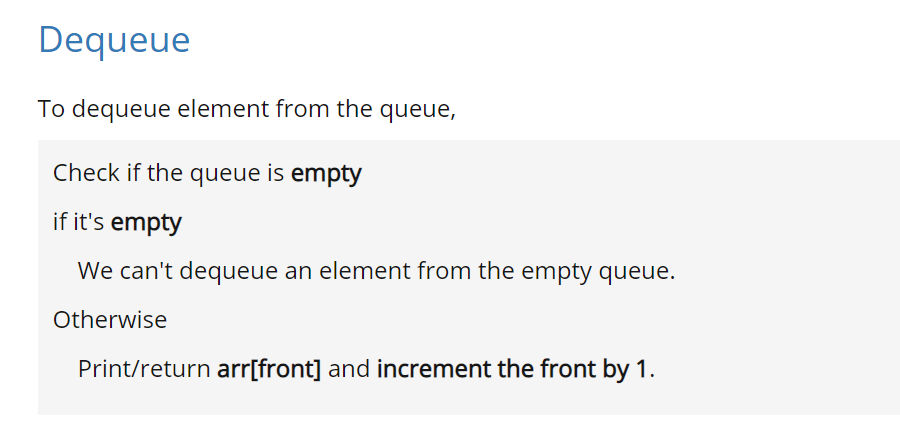 Dequeue
To dequeue element from the queue,
Check if the queue is empty
if it's empty
We can't dequeue an element from the empty queue.
Otherwise
Print/return arr[front] and increment the front by 1.